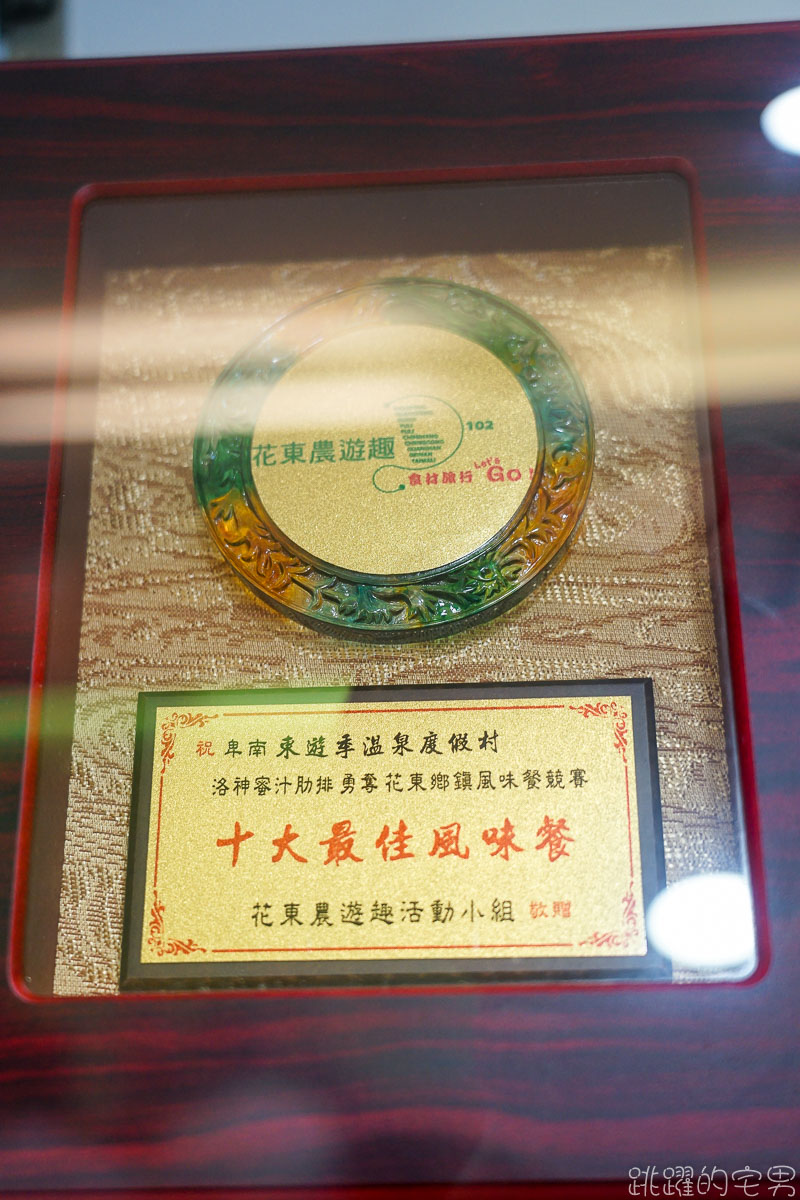 花東農遊趣
102
食材旅行 Let's Go!
祝 卑南 東遊季溫泉度假村
洛神蜜汁肋排勇奪花東鄉鎮風味餐競賽
十大最佳風味餐
花東農遊趣活動小組 敬贈
跳躍的宅男